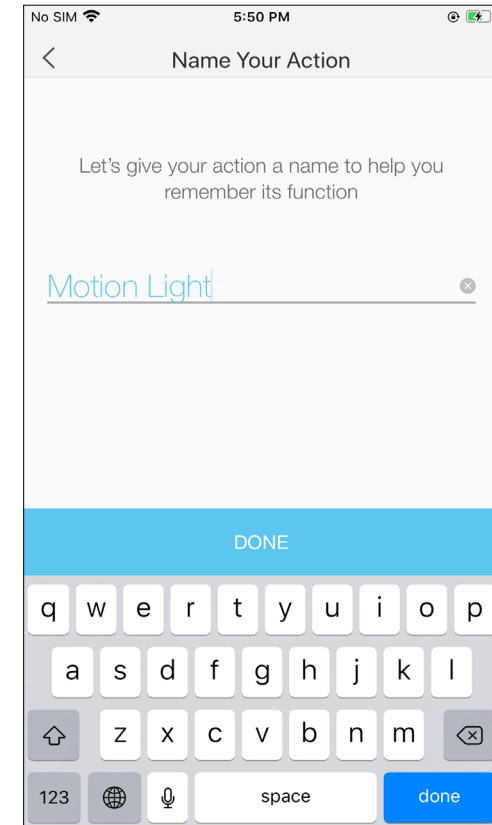 No SIM 5:50 PM
Name Your Action
Let's give your action a name to help you
remember its function
Motion Light
DONE
q w e r t y u i o p
a s d f g h j k l
z x c v b n m
123 space done